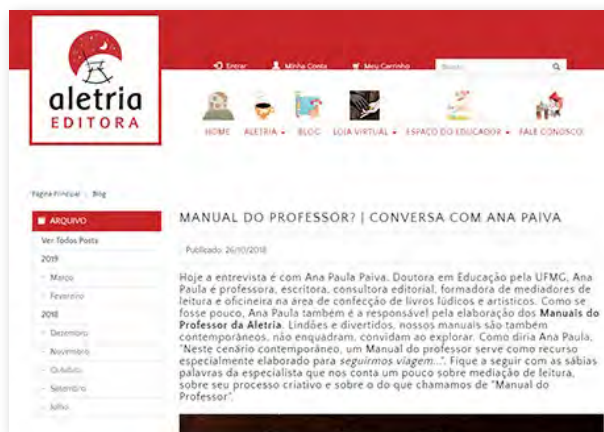 aletria
EDITORA
Entrar Minha Conta Meu Carrinho
HOME ALETRIA BLOG LOJA VIRTUAL ESPAÇO DO EDUCADOR FALE CONOSCO
Página Principal Blog
ARQUIVO
Ver Todos Posts
2019
Março
Fevereiro
2018
Dezembro
Novembro
Outubro
Setembro
Julho
MANUAL DO PROFESSOR? | CONVERSA COM ANA PAIVA
Publicado: 26/10/2018
Hoje a entrevista é com Ana Paula Paiva. Doutora em Educação pela UFMG, Ana
Paula é professora, escritora, consultora editorial, formadora de mediadores de
leitura e oficineira na área de confecção de livros lúdicos e artísticos. Como se
fosse pouco, Ana Paula também é a responsável pela elaboração dos Manuais do
Professor da Aletria. Lindões e divertidos, nossos manuais são também
contemporâneos, não enquadram, convidam ao explorar. Como diria Ana Paula,
"Neste cenário contemporâneo, um Manual do professor serve como recurso
especialmente elaborado para seguirmos viagem...". Fique a seguir com as sábias
palavras da especialista que nos conta um pouco sobre mediação de leitura,
sobre seu processo criativo e sobre o do que chamamos de "Manual do
Professor".